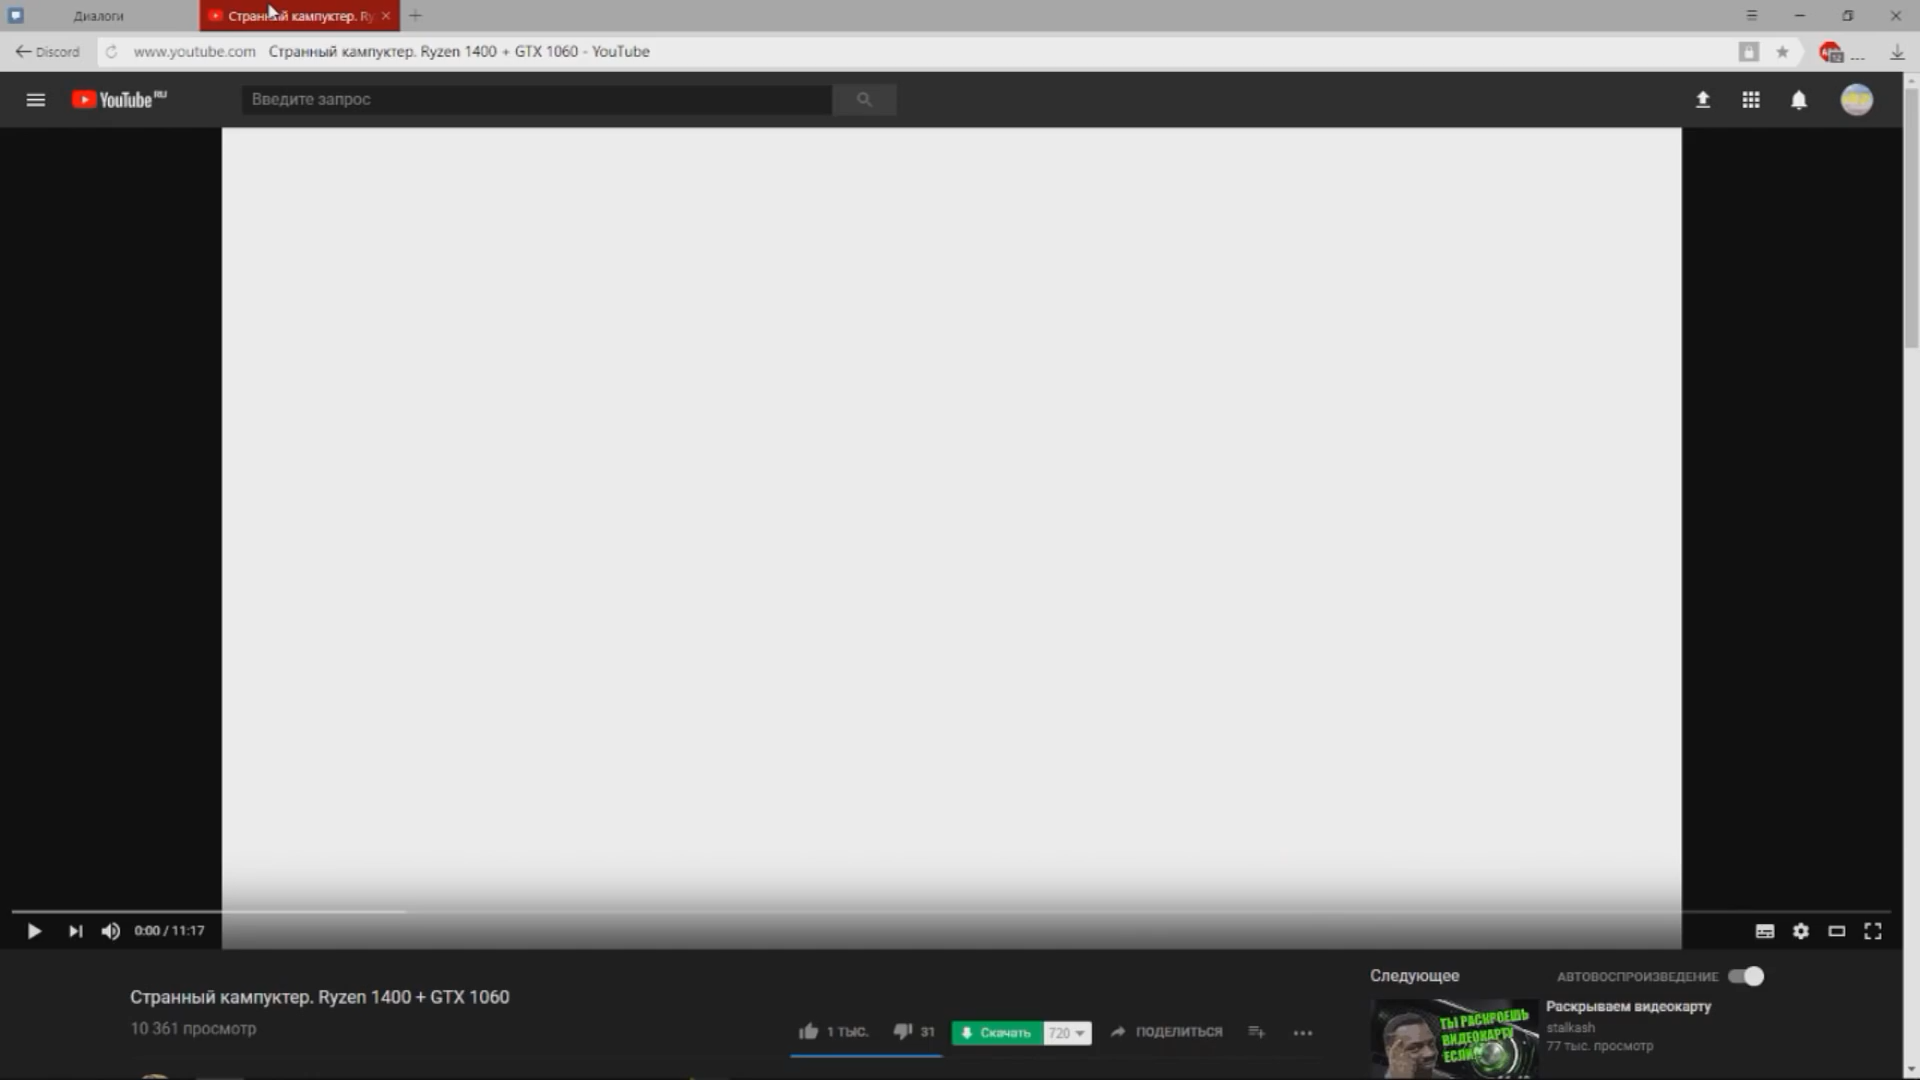 Диалоги
Странный кампуктер. Ry
Discord
www.youtube.com Странный кампуктер. Ryzen 1400 + GTX 1060 - YouTube
YouTube RU
Введите запрос
0:00 / 11:17
Странный кампуктер. Ryzen 1400 + GTX 1060
10 361 просмотр
1 ТЫС.
31
Скачать
720
ПОДЕЛИТЬСЯ
Следующее
АВТОВОСПРОИЗВЕДЕНИЕ
ТЫ РАСКРОЕШЬ
ВИДЕОКАРТУ
ЕСЛИ
Раскрываем видеокарту
stalkash
77 тыс. просмотр